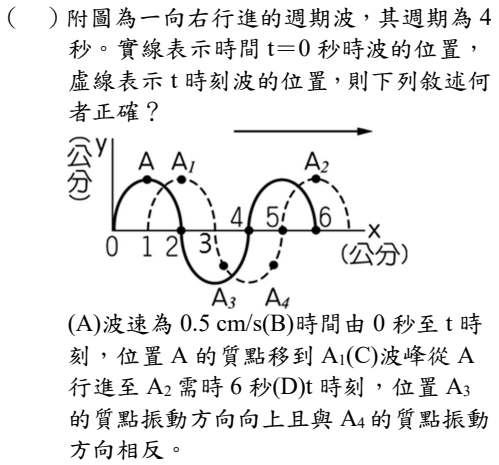 (　)附圖為一向右行進的週期波，其週期為 4
秒。實線表示時間 t＝0 秒時波的位置，
虛線表示 t 時刻波的位置，則下列敘述何
者正確？
y(公分)
A A₁ A₂
0 1 2 3 4 5 6 x(公分)
A₃ A₄
(A)波速為 0.5 cm/s(B)時間由 0 秒至 t 時
刻，位置 A 的質點移到 A₁(C)波峰從 A
行進至 A₂ 需時 6 秒(D)t 時刻，位置 A₃
的質點振動方向向上且與 A₄ 的質點振動
方向相反。